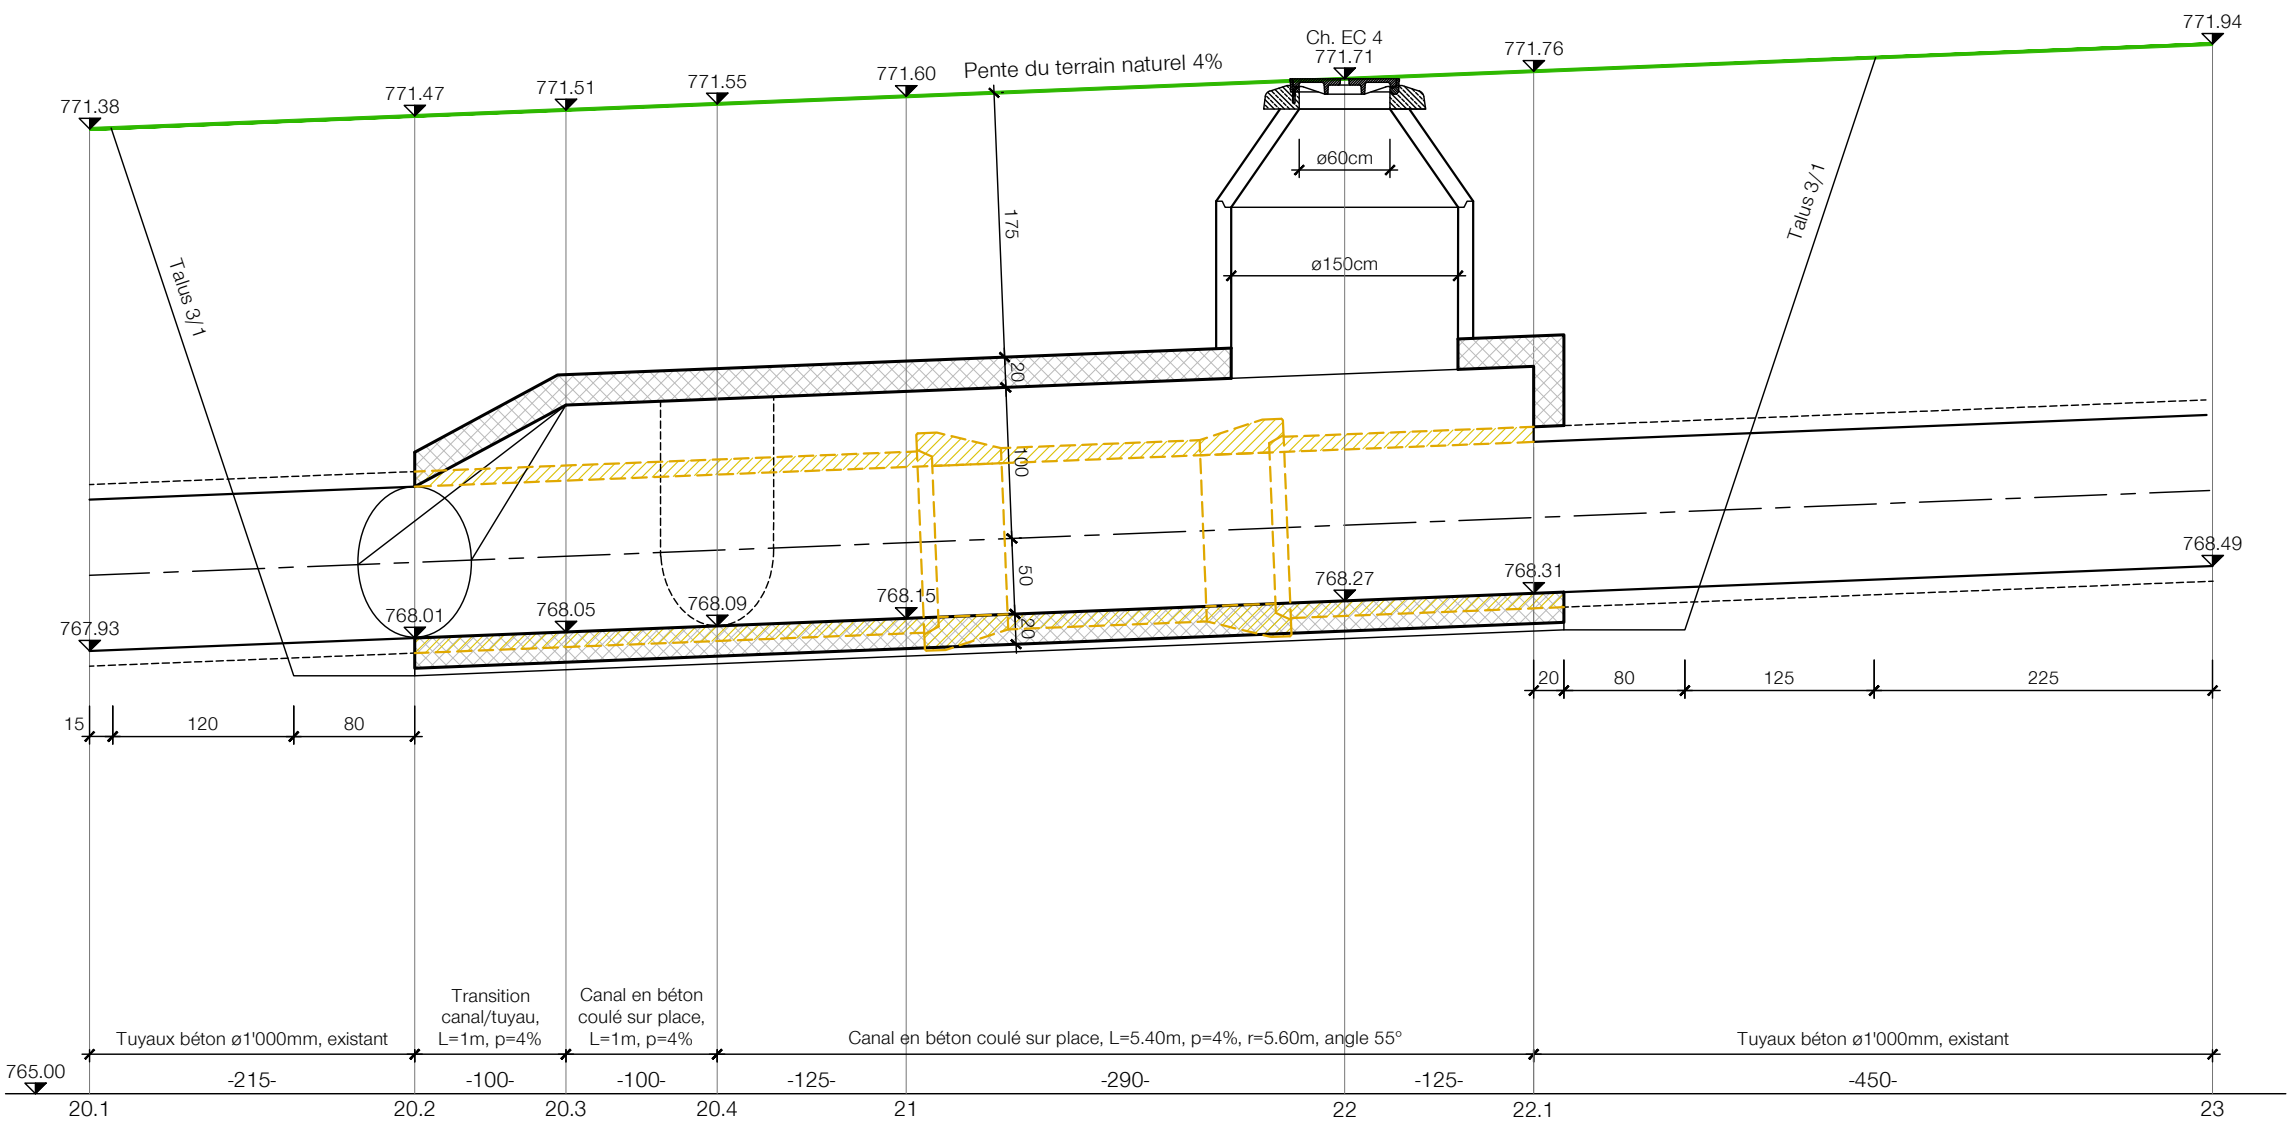 771.94
Ch. EC 4
771.71
771.76
Pente du terrain naturel 4%
771.60
771.55
771.51
771.47
771.38
ø60cm
175
Talus 3/1
Talus 3/1
ø150cm
20
100
50
20
768.49
768.31
768.27
768.15
768.09
768.05
768.01
767.93
20
80
125
225
15
120
80
Transition
canal/tuyau,
L=1m, p=4%
Canal en béton
coulé sur place,
L=1m, p=4%
Tuyaux béton ø1'000mm, existant
Canal en béton coulé sur place, L=5.40m, p=4%, r=5.60m, angle 55°
Tuyaux béton ø1'000mm, existant
765.00
-215-
-100-
-100-
-125-
-290-
-125-
-450-
20.1
20.2
20.3
20.4
21
22
22.1
23